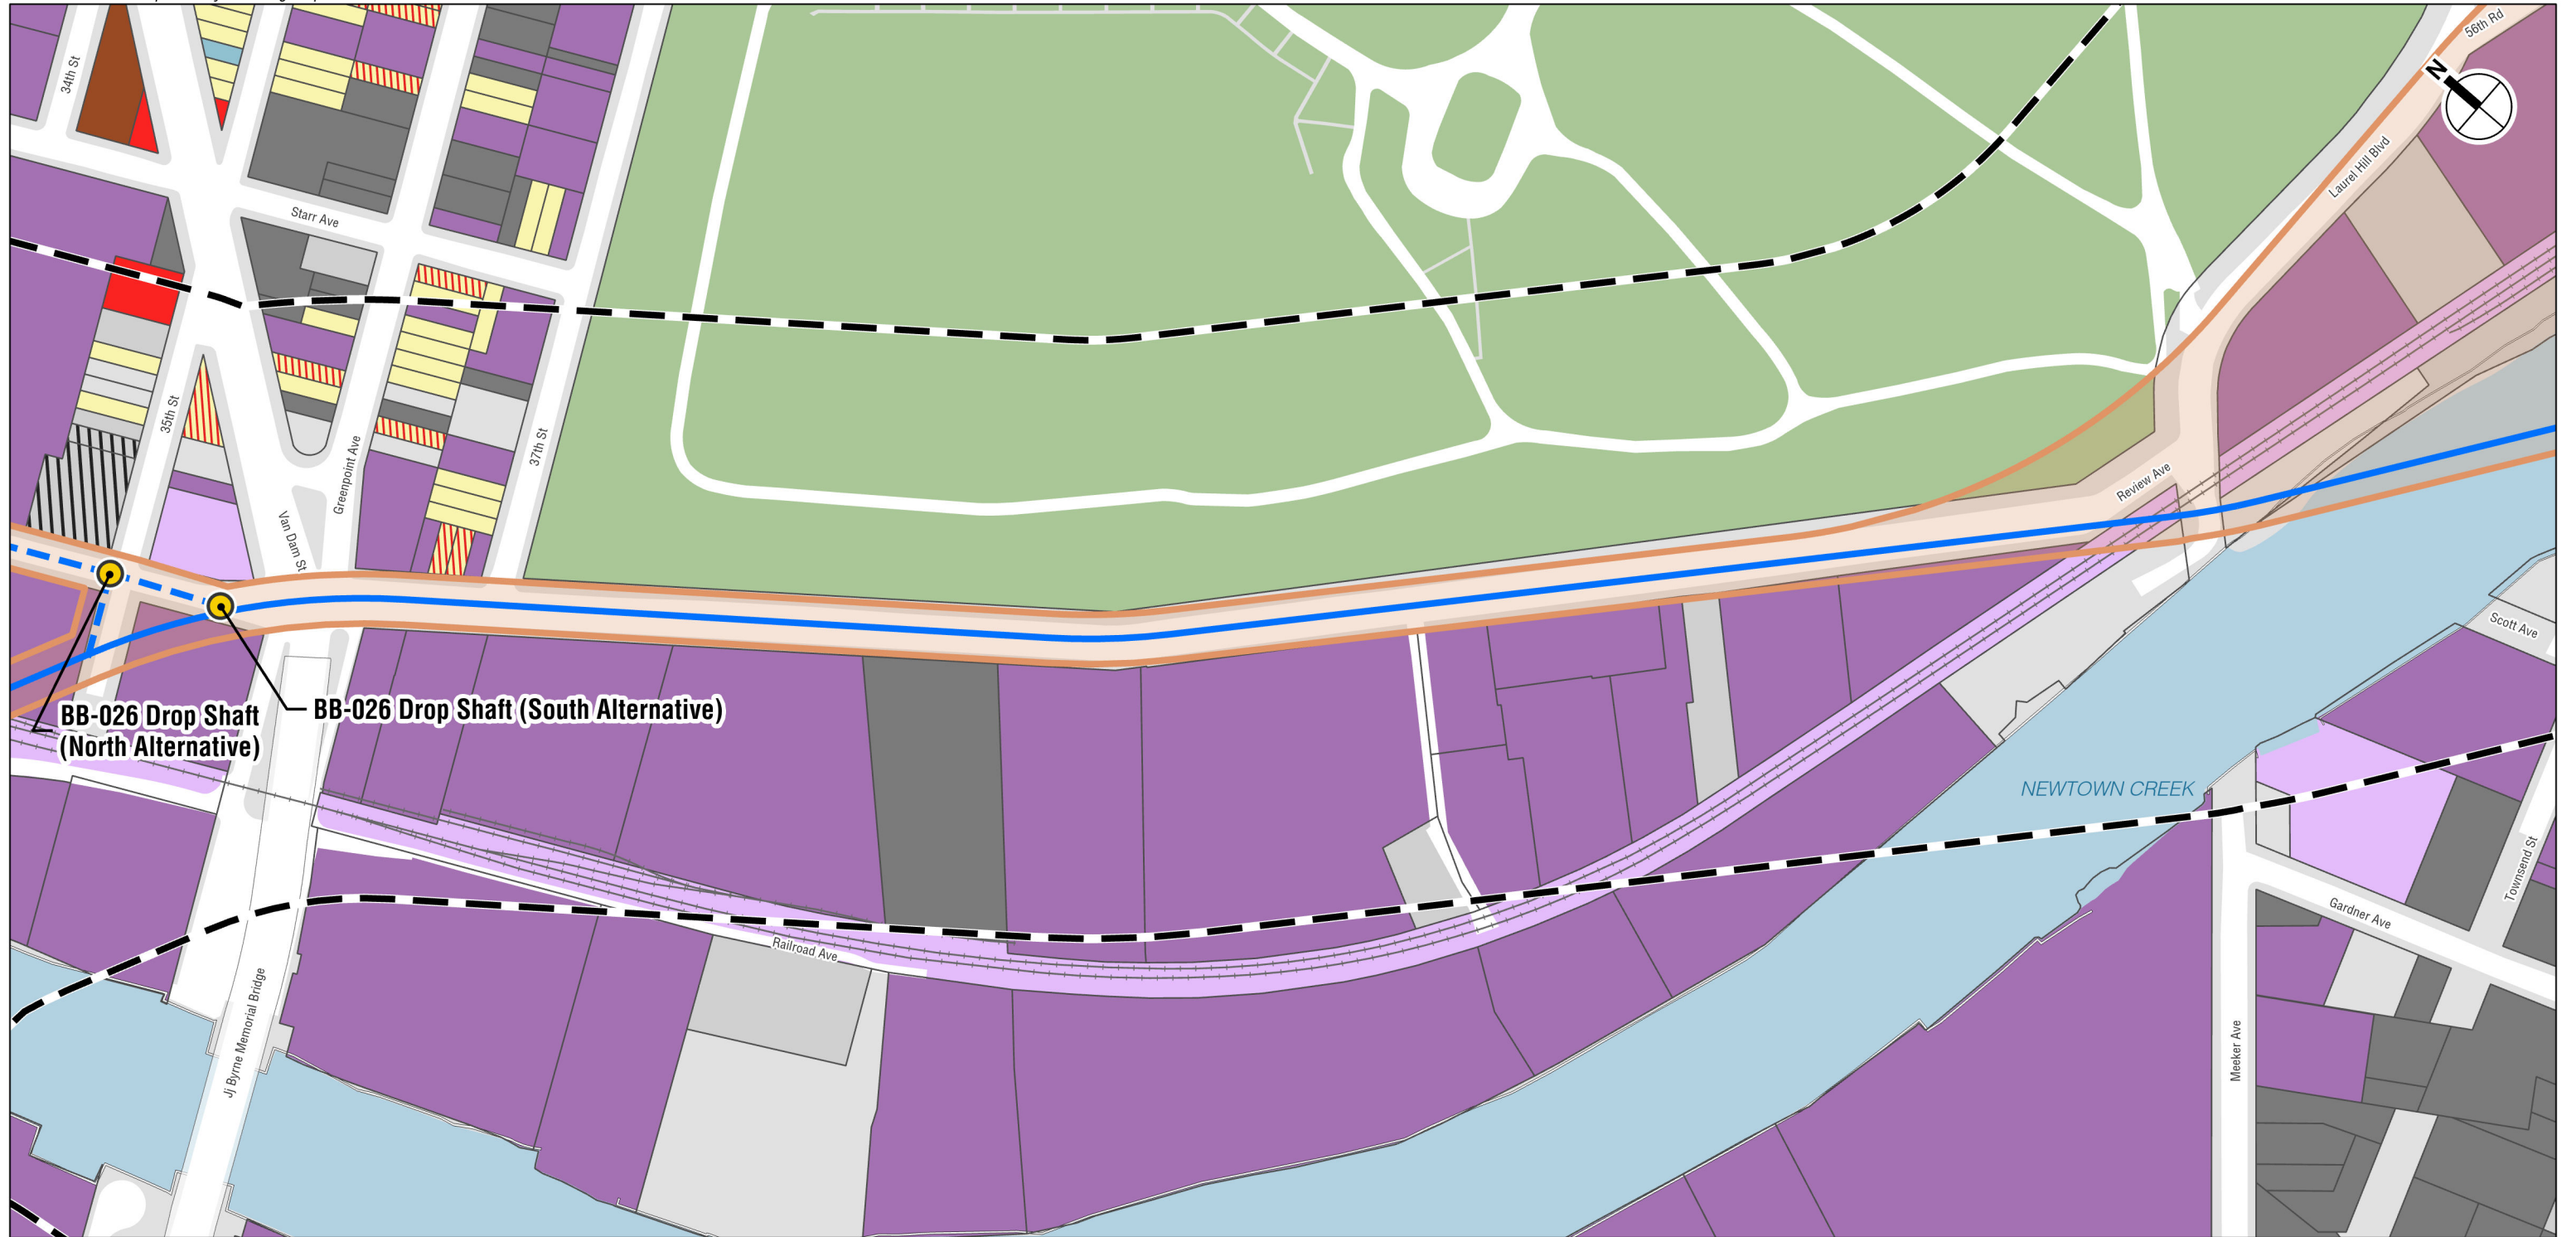 56th Rd
N
34th St
Laurel Hill Blvd
Starr Ave
35th St
37th St
Greenpoint Ave
Review Ave
Van Dam St
Scott Ave
BB-026 Drop Shaft
(North Alternative)
BB-026 Drop Shaft (South Alternative)
NEWTOWN CREEK
Townsend St
Gardner Ave
Railroad Ave
Jj Byrne Memorial Bridge
Meeker Ave